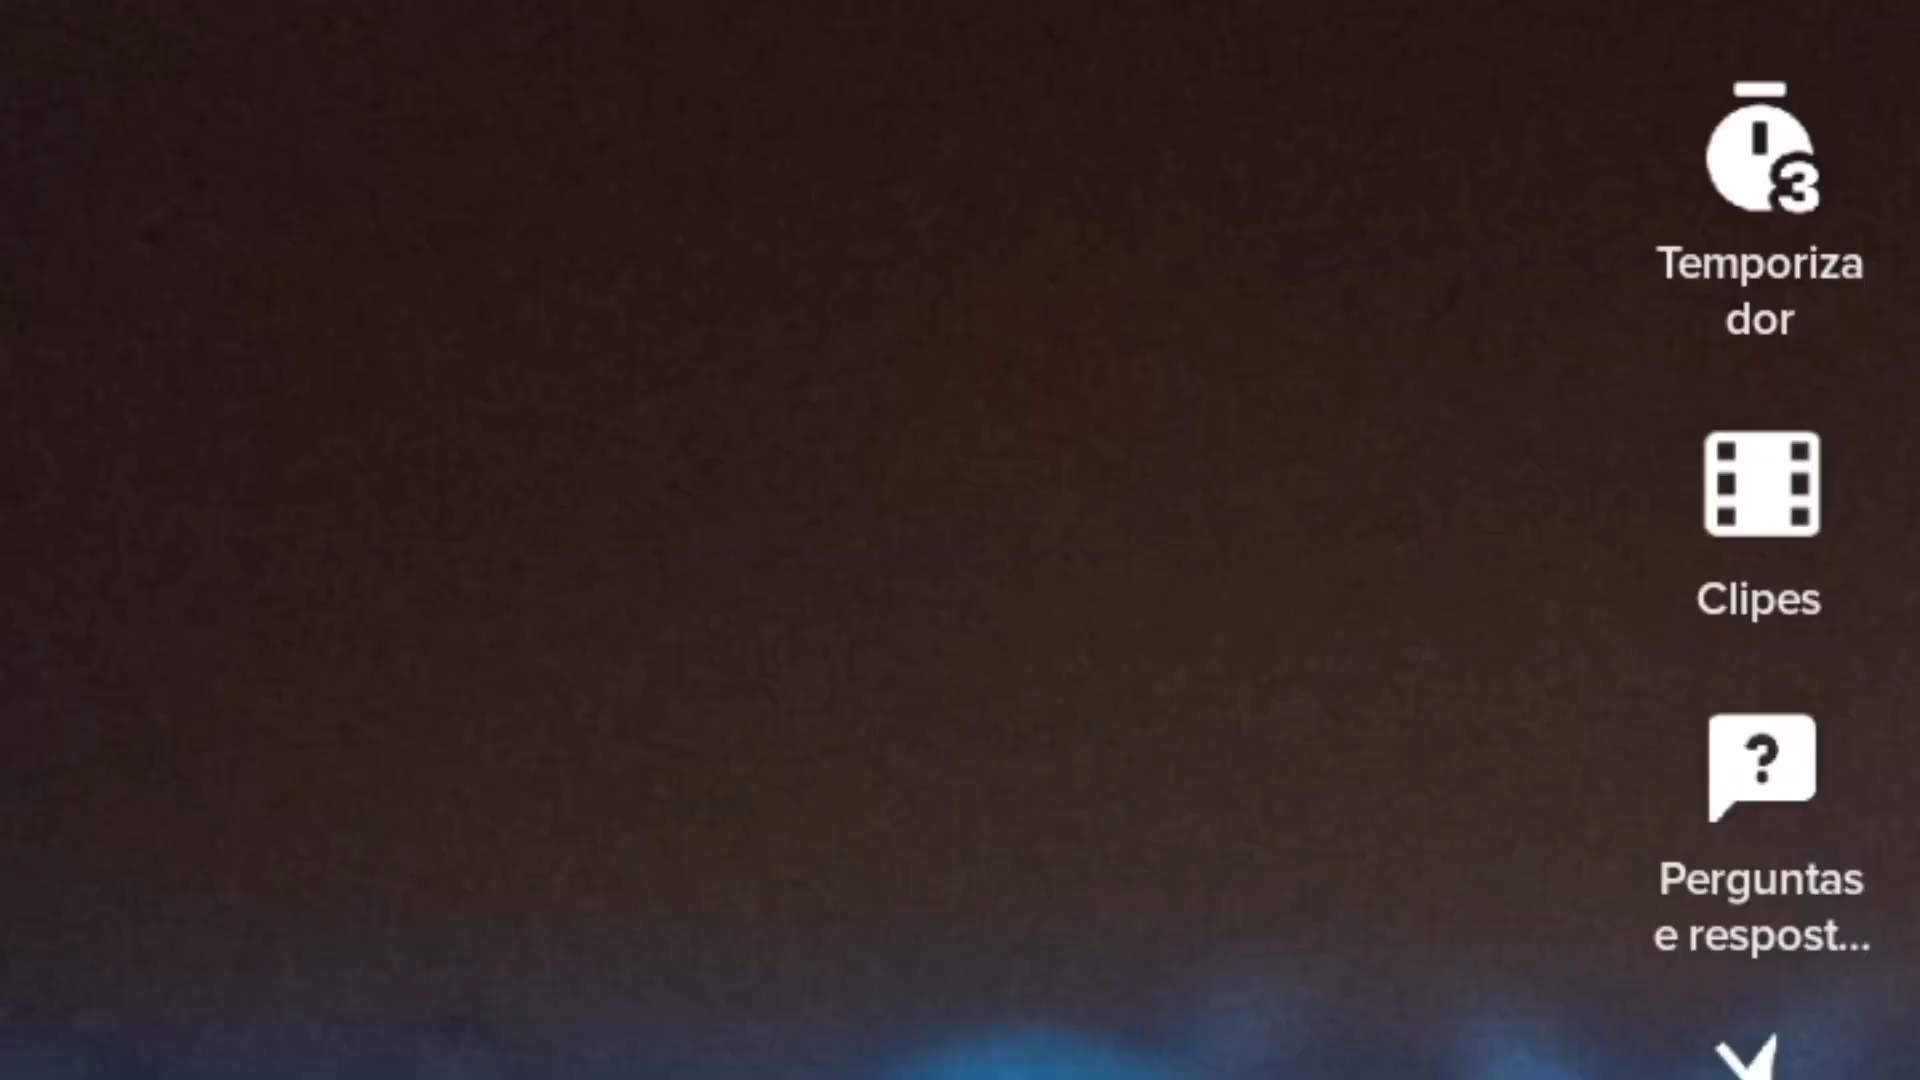 3
Temporiza
dor
Clipes
?
Perguntas
e respost...